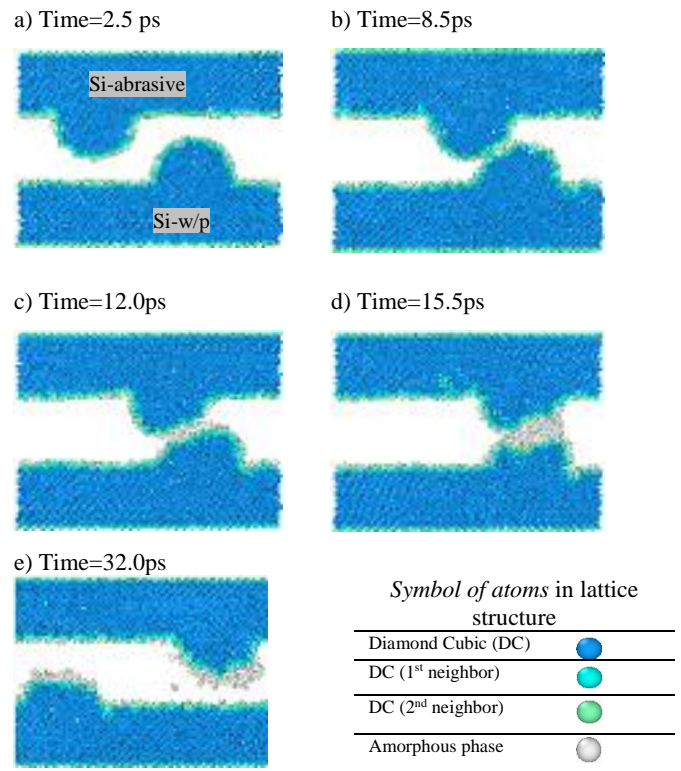 a) Time=2.5 ps
b) Time=8.5ps
Si-abrasive
Si-w/p
c) Time=12.0ps
d) Time=15.5ps
e) Time=32.0ps
Symbol of atoms in lattice
structure
Diamond Cubic (DC)
DC (1st neighbor)
DC (2nd neighbor)
Amorphous phase